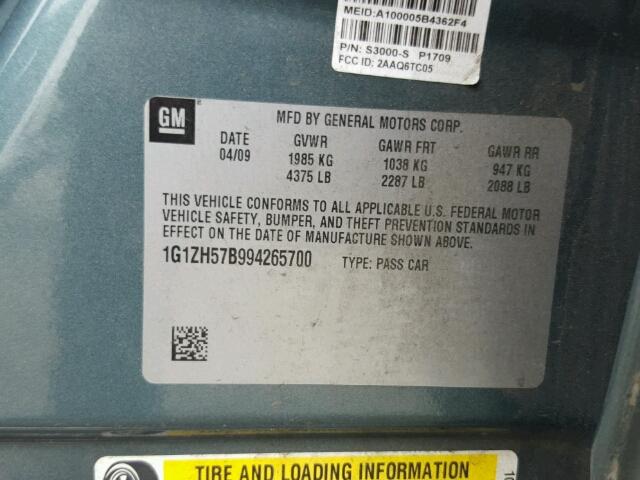 MEID:A100005B4362F4
P/N: S3000-S P1709
FCC ID: 2AAQ6TC05
GM
MFD BY GENERAL MOTORS CORP.
DATE GVWR GAWR FRT GAWR RR
04/09 1985 KG 1038 KG 947 KG
4375 LB 2287 LB 2088 LB
THIS VEHICLE CONFORMS TO ALL APPLICABLE U.S. FEDERAL MOTOR
VEHICLE SAFETY, BUMPER, AND THEFT PREVENTION STANDARDS IN
EFFECT ON THE DATE OF MANUFACTURE SHOWN ABOVE.
1G1ZH57B994265700 TYPE: PASS CAR
TIRE AND LOADING INFORMATION